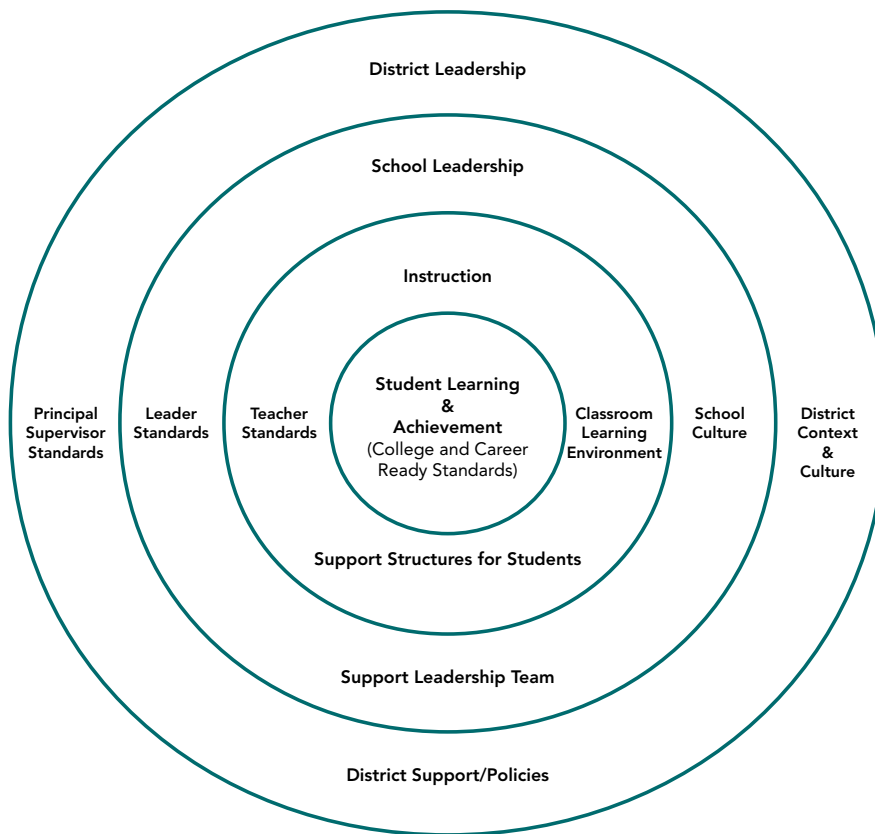 District Leadership
School Leadership
Instruction
Student Learning
&
Achievement
(College and Career
Ready Standards)
Principal
Supervisor
Standards
Leader
Standards
Teacher
Standards
Classroom
Learning
Environment
School
Culture
District
Context
&
Culture
Support Structures for Students
Support Leadership Team
District Support/Policies